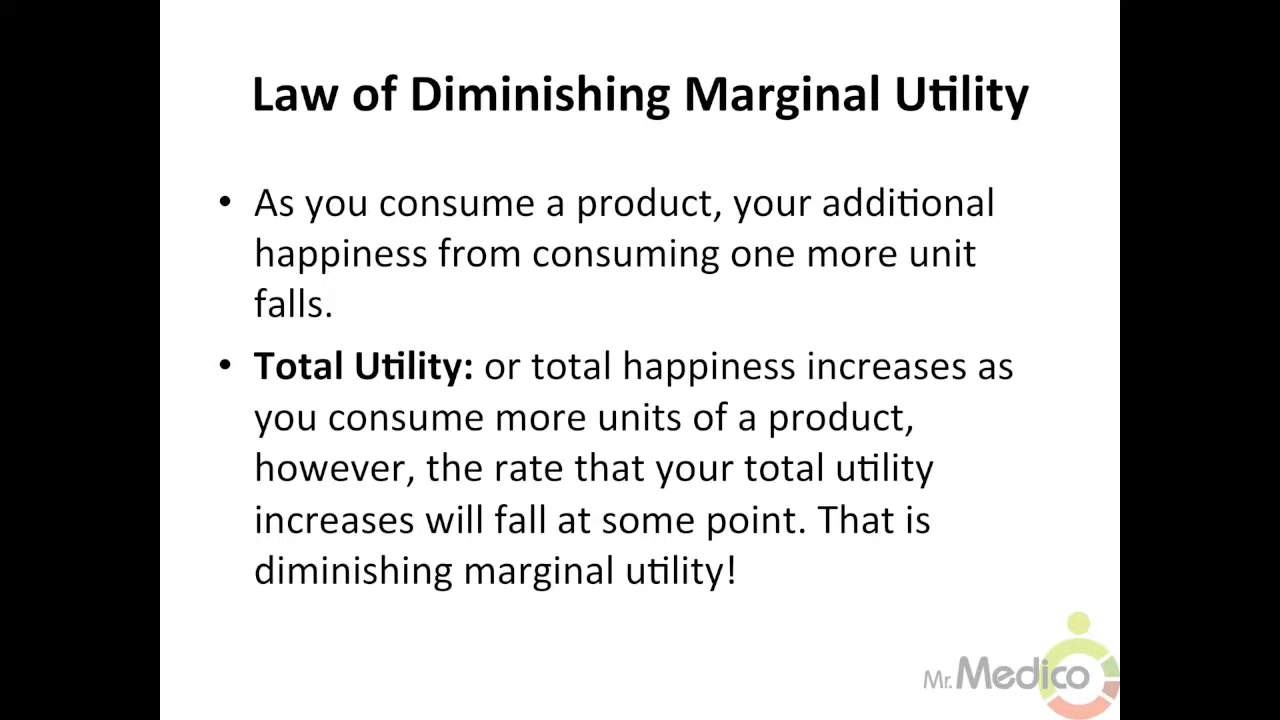 Law of Diminishing Marginal Utility
• As you consume a product, your additional
happiness from consuming one more unit
falls.
• Total Utility: or total happiness increases as
you consume more units of a product,
however, the rate that your total utility
increases will fall at some point. That is
diminishing marginal utility!
Mr. Medico